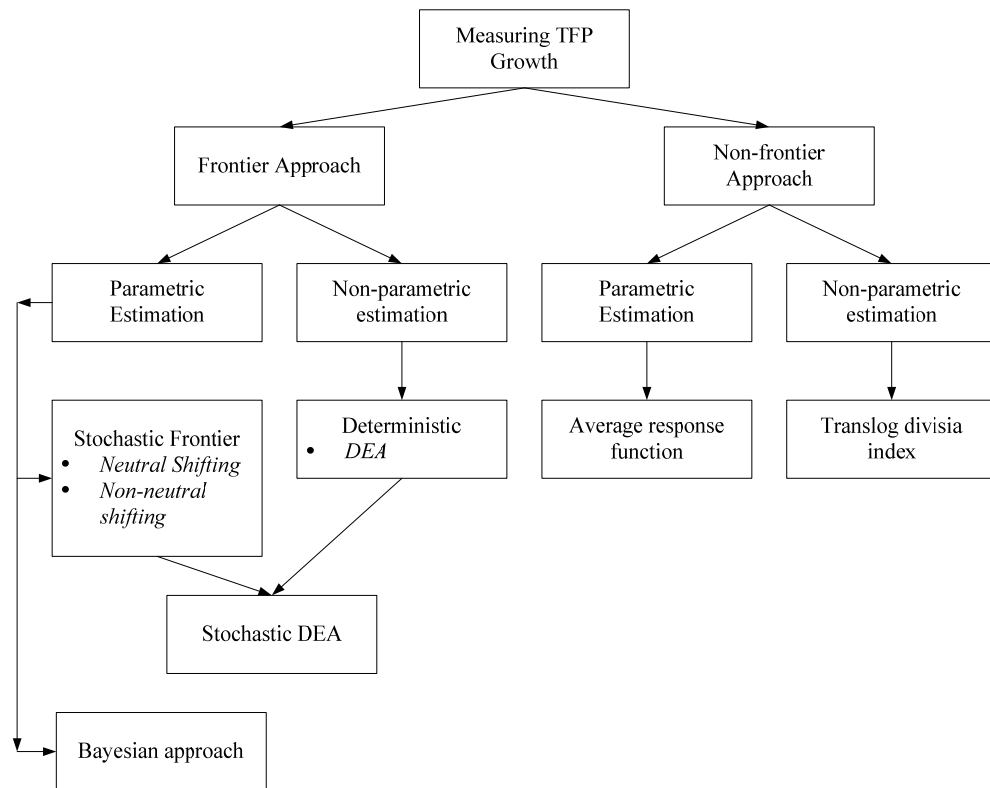 Measuring TFP
Growth
Frontier Approach
Non-frontier
Approach
Parametric
Estimation
Non-parametric
estimation
Parametric
Estimation
Non-parametric
estimation
Stochastic Frontier
• Neutral Shifting
• Non-neutral
shifting
Deterministic
• DEA
Average response
function
Translog divisia
index
Stochastic DEA
Bayesian approach